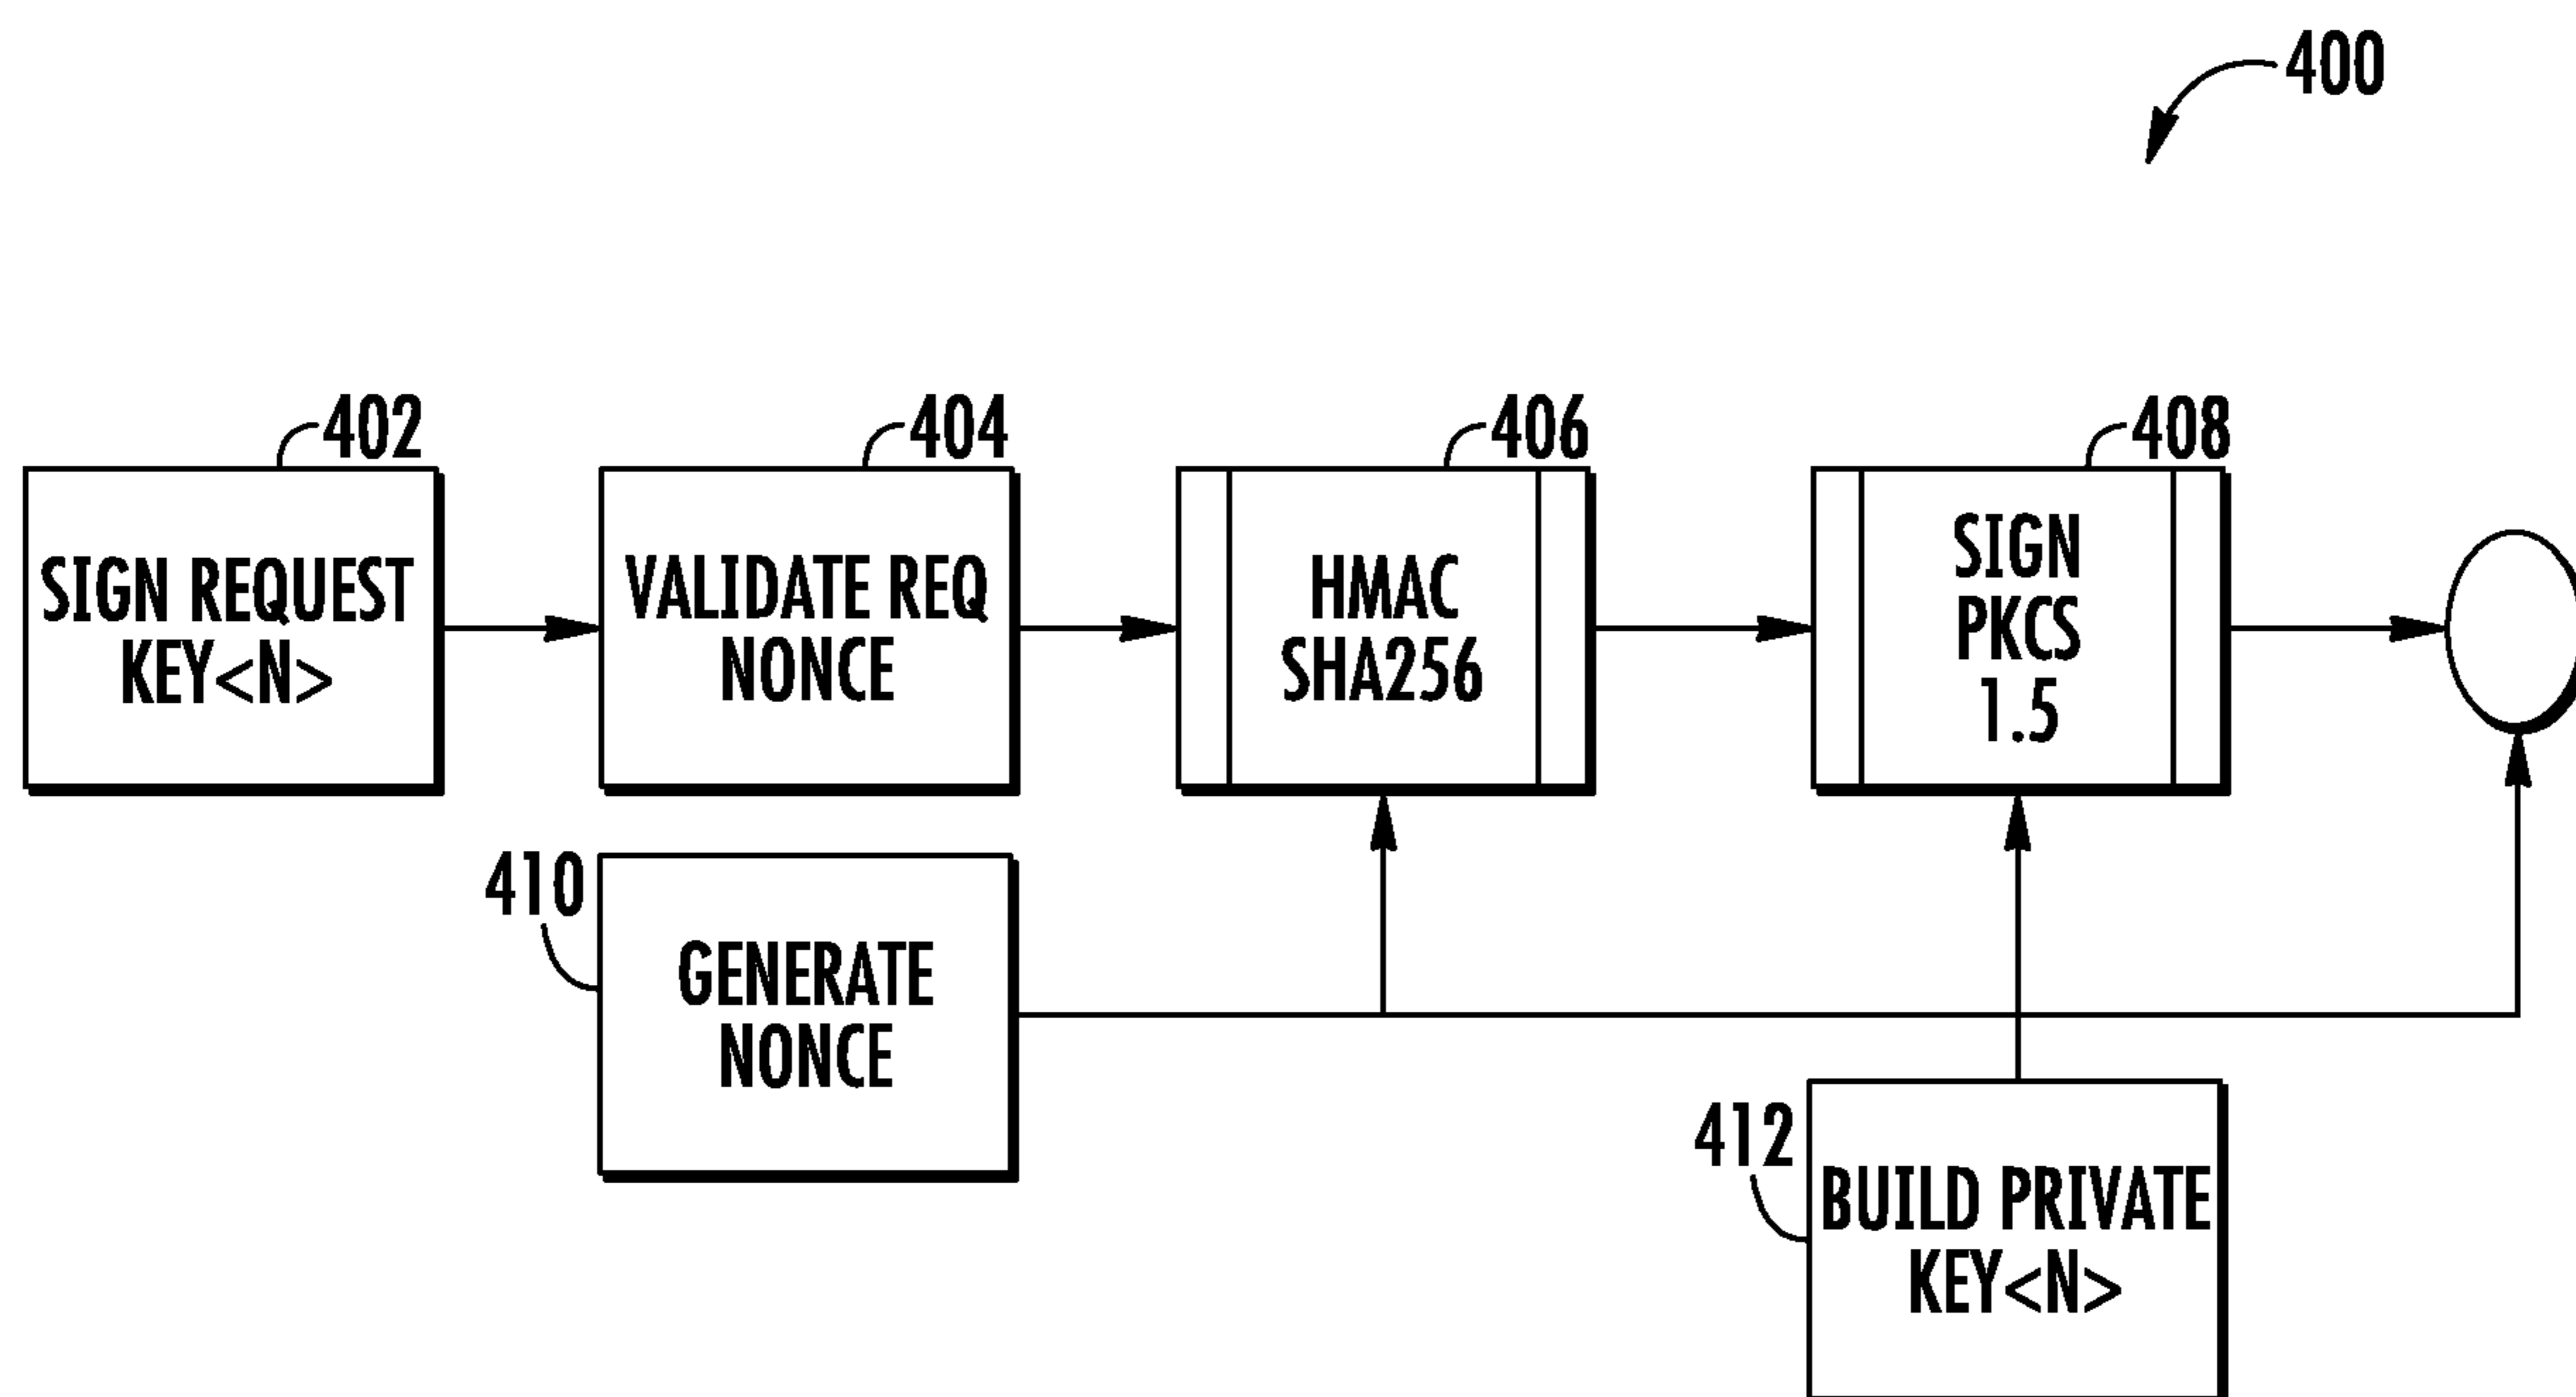 400
402
SIGN REQUEST
KEY<N>
404
VALIDATE REQ
NONCE
406
HMAC
SHA256
408
SIGN
PKCS
1.5
410
GENERATE
NONCE
412
BUILD PRIVATE
KEY<N>